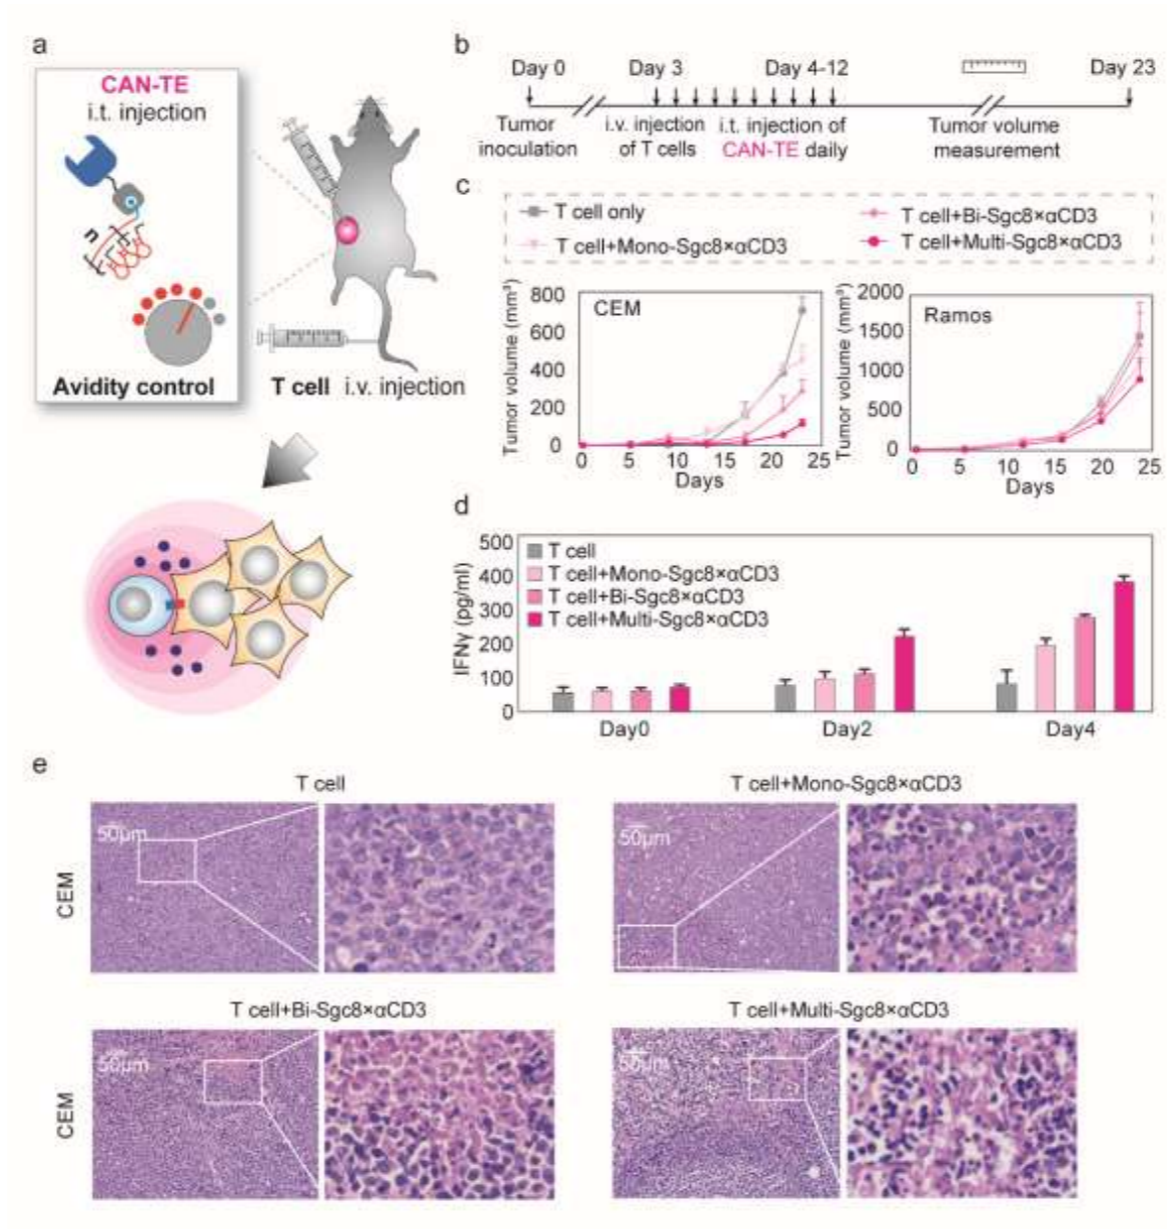 a
CAN-TE
i.t. injection
n
Avidity control
T cell i.v. injection
b
Day 0
Day 3
Day 4-12
Day 23
Tumor
inoculation
i.v. injection
of T cells
i.t. injection of
CAN-TE daily
Tumor volume
measurement
c
T cell only
T cell+Mono-Sgc8×αCD3
T cell+Bi-Sgc8×αCD3
T cell+Multi-Sgc8×αCD3
Tumor volume (mm³)
800
600
400
200
0
CEM
0 5 10 15 20 25
Days
Tumor volume (mm³)
2000
1500
1000
500
0
Ramos
0 5 10 15 20 25
Days
d
IFNγ (pg/ml)
500
400
300
200
100
0
T cell
T cell+Mono-Sgc8×αCD3
T cell+Bi-Sgc8×αCD3
T cell+Multi-Sgc8×αCD3
Day0 Day2 Day4
e
T cell
T cell+Mono-Sgc8×αCD3
CEM
50μm
50μm
T cell+Bi-Sgc8×αCD3
T cell+Multi-Sgc8×αCD3
CEM
50μm
50μm